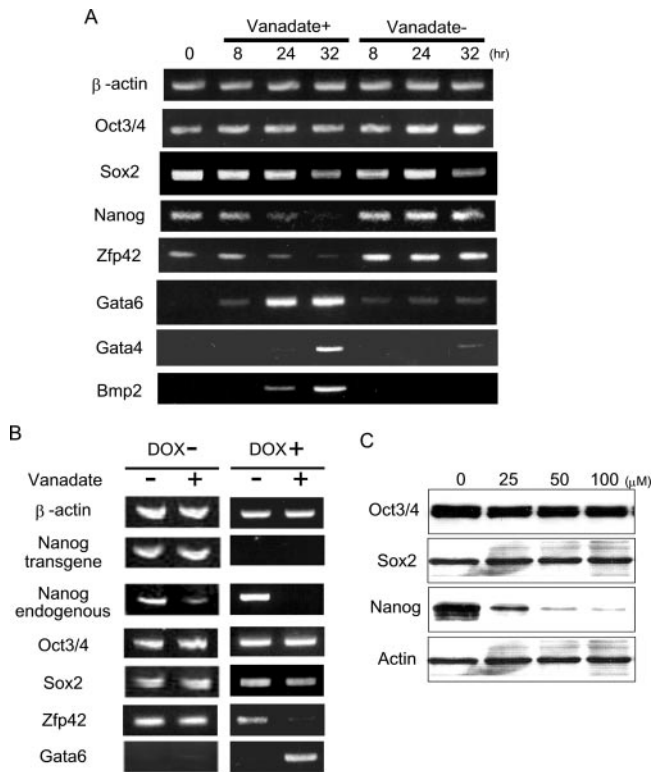 A
Vanadate+ Vanadate-
0 8 24 32 8 24 32 (hr)
β-actin
Oct3/4
Sox2
Nanog
Zfp42
Gata6
Gata4
Bmp2
B
DOX- DOX+
Vanadate - + - +
β-actin
Nanog
transgene
Nanog
endogenous
Oct3/4
Sox2
Zfp42
Gata6
C
0 25 50 100 (μM)
Oct3/4
Sox2
Nanog
Actin